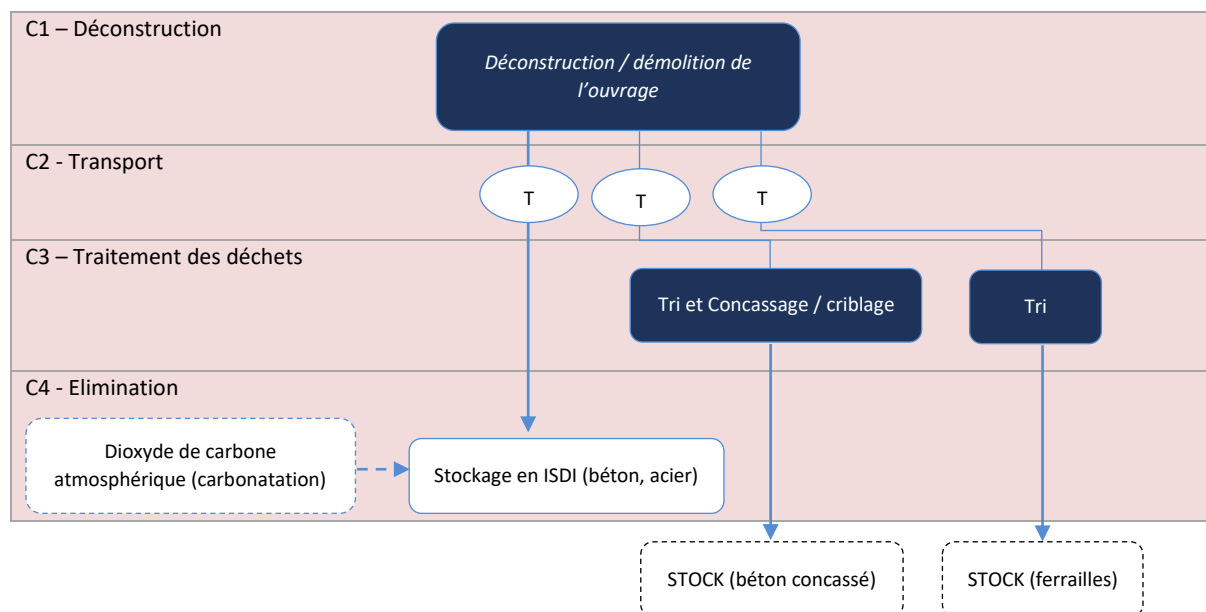 C1 – Déconstruction
Déconstruction / démolition de
l’ouvrage
C2 - Transport
T
T
T
C3 – Traitement des déchets
Tri et Concassage / criblage
Tri
C4 - Elimination
Dioxyde de carbone
atmosphérique (carbonatation)
Stockage en ISDI (béton, acier)
STOCK (béton concassé)
STOCK (ferrailles)